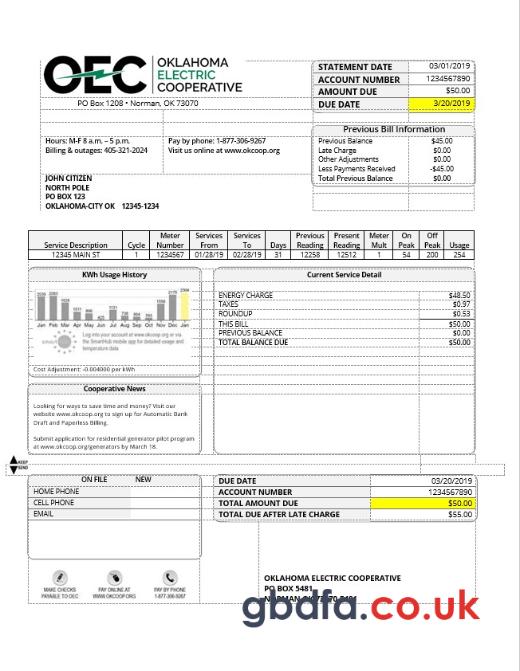 OEC OKLAHOMA ELECTRIC COOPERATIVE
PO Box 1208 • Norman, OK 73070
STATEMENT DATE 03/01/2019
ACCOUNT NUMBER 1234567890
AMOUNT DUE $50.00
DUE DATE 3/20/2019
Hours: M-F 8 a.m. – 5 p.m.
Billing & outages: 405-321-2024
Pay by phone: 1-877-306-9267
Visit us online at www.okcoop.org
Previous Bill Information
Previous Balance $45.00
Late Charge $0.00
Other Adjustments $0.00
Less Payments Received -$45.00
Total Previous Balance $0.00
JOHN CITIZEN
NORTH POLE
PO BOX 123
OKLAHOMA-CITY OK 12345-1234
Service Description Cycle Meter Number Services From Services To Days Previous Reading Present Reading Meter Mult On Peak Off Peak Usage
12345 MAIN ST 1 1234567 01/28/19 02/28/19 31 12258 12512 1 54 200 254
KWh Usage History
Jan Feb Mar Apr May Jun Jul Aug Sep Oct Nov Dec Jan
Log into your account at www.okcoop.org or via
the SmartHub mobile app for detailed usage and
temperature data
Cost Adjustment: -0.004000 per kWh
Current Service Detail
ENERGY CHARGE $48.50
TAXES $0.97
ROUNDUP $0.53
THIS BILL $50.00
PREVIOUS BALANCE $0.00
TOTAL BALANCE DUE $50.00
Cooperative News
Looking for ways to save time and money? Visit our
website www.okcoop.org to sign up for Automatic Bank
Draft and Paperless Billing.
Submit application for residential generator pilot program
at www.okcoop.org/generators by March 18.
KEEP
SEND
ON FILE NEW
HOME PHONE
CELL PHONE
EMAIL
DUE DATE 03/20/2019
ACCOUNT NUMBER 1234567890
TOTAL AMOUNT DUE $50.00
TOTAL DUE AFTER LATE CHARGE $55.00
MAKE CHECKS PAYABLE TO OEC
PAY ONLINE AT WWW.OKCOOP.ORG
PAY BY PHONE 1-877-306-9267
OKLAHOMA ELECTRIC COOPERATIVE
PO BOX 5481
NORMAN OK
gbdfa.co.uk